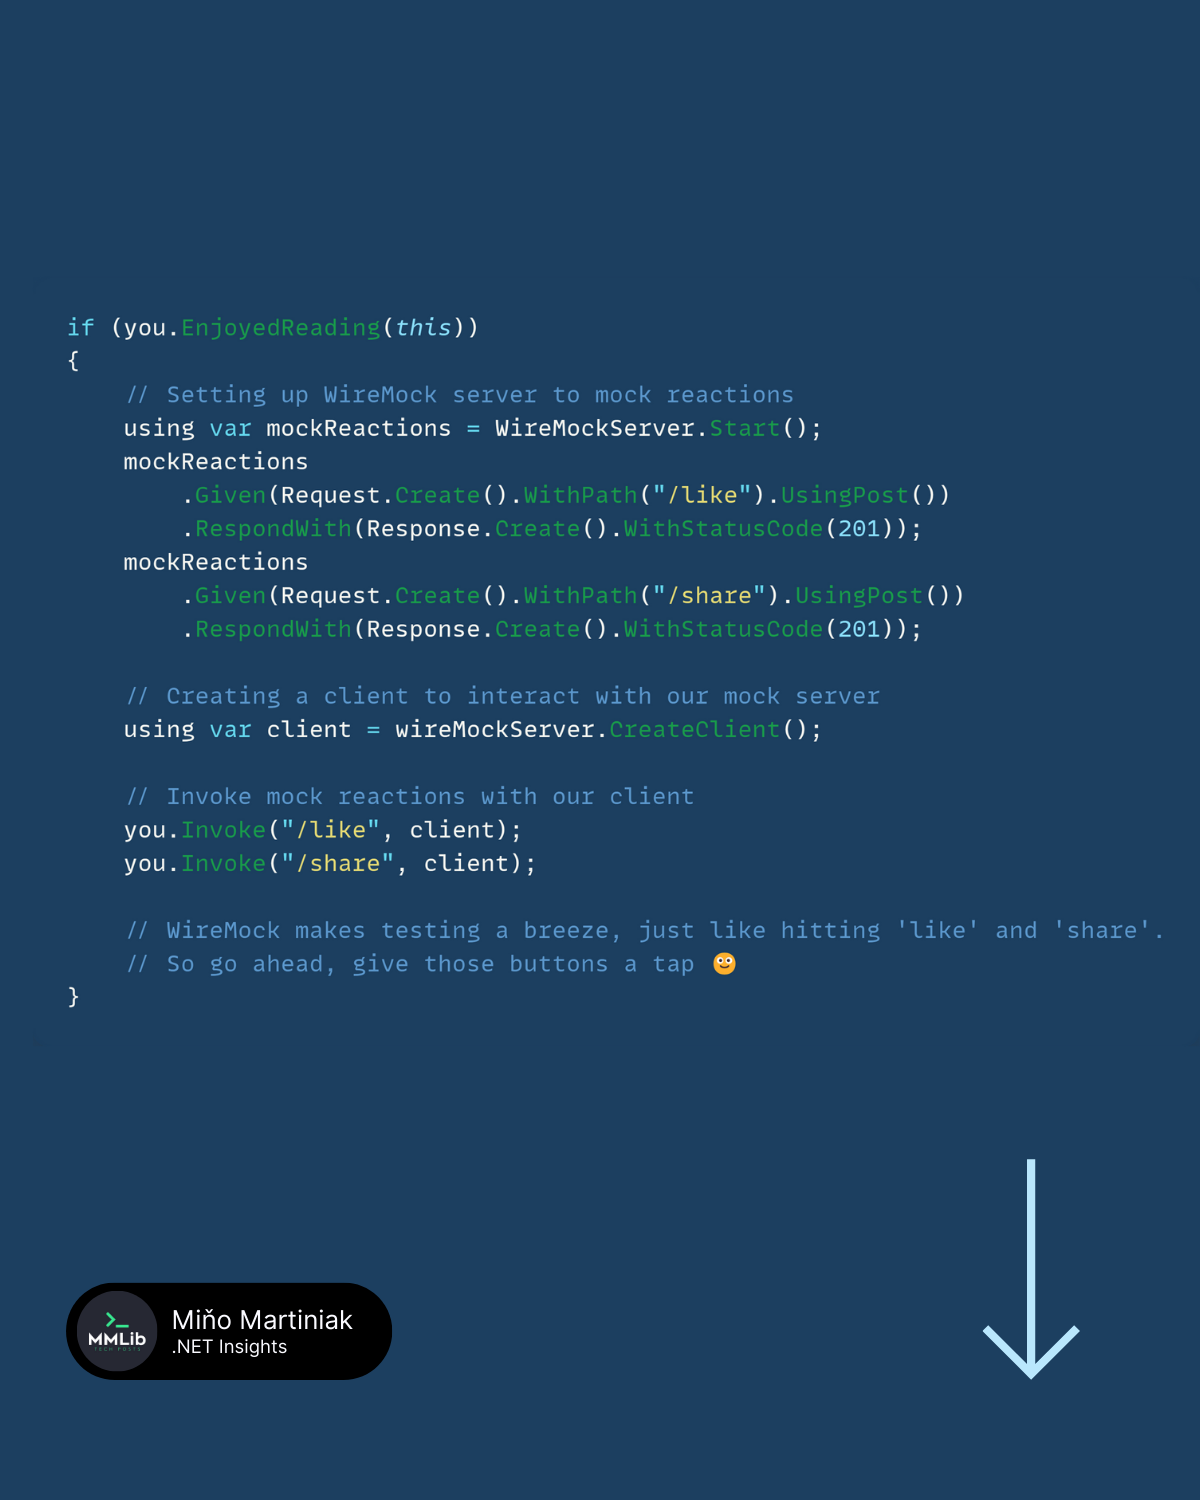 if (you.EnjoyedReading(this))
{
    // Setting up WireMock server to mock reactions
    using var mockReactions = WireMockServer.Start();
    mockReactions
        .Given(Request.Create().WithPath("/like").UsingPost())
        .RespondWith(Response.Create().WithStatusCode(201));
    mockReactions
        .Given(Request.Create().WithPath("/share").UsingPost())
        .RespondWith(Response.Create().WithStatusCode(201));

    // Creating a client to interact with our mock server
    using var client = wireMockServer.CreateClient();

    // Invoke mock reactions with our client
    you.Invoke("/like", client);
    you.Invoke("/share", client);

    // WireMock makes testing a breeze, just like hitting 'like' and 'share'.
    // So go ahead, give those buttons a tap 🙂
}
MMLib
TECH POSTS
Miňo Martiniak
.NET Insights